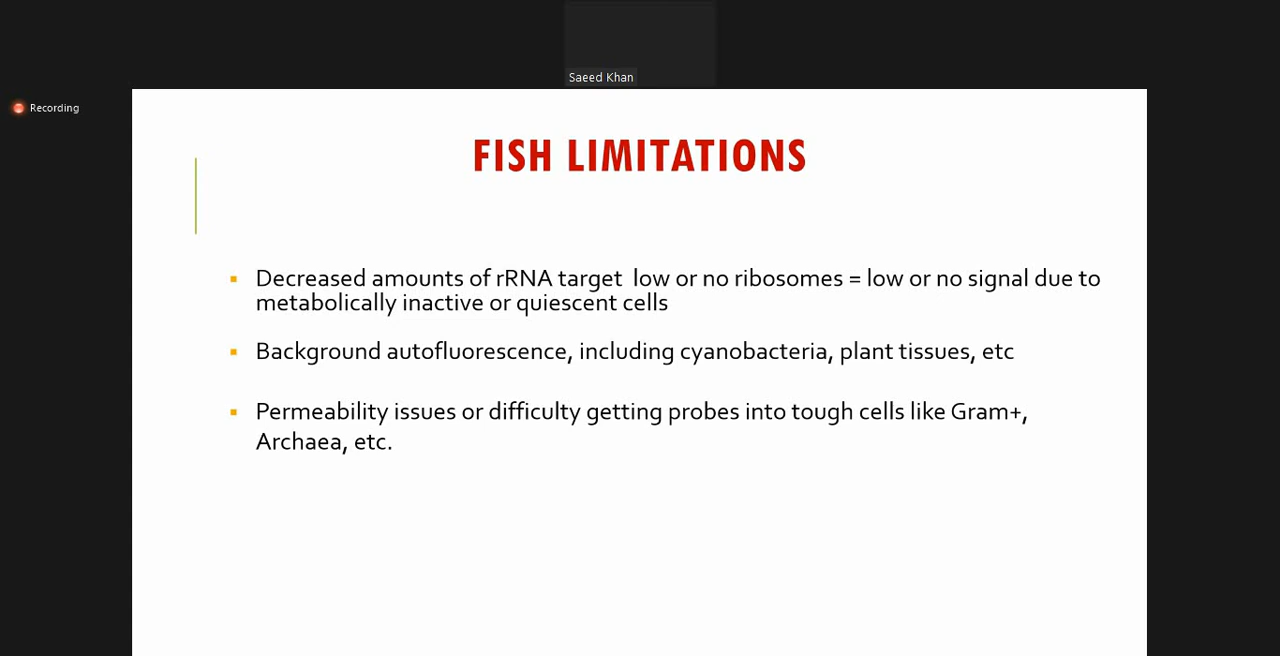 Saeed Khan
Recording
FISH LIMITATIONS
Decreased amounts of rRNA target  low or no ribosomes = low or no signal due to
metabolically inactive or quiescent cells
Background autofluorescence, including cyanobacteria, plant tissues, etc
Permeability issues or difficulty getting probes into tough cells like Gram+,
Archaea, etc.